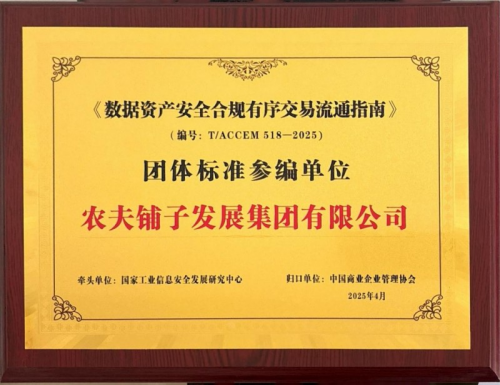 《数据资产安全合规有序交易流通指南》
（编号：T/ACCEM 518—2025）
团体标准参编单位
农夫铺子发展集团有限公司
牵头单位：国家工业信息安全发展研究中心 归口单位：中国商业企业管理协会
2025年4月